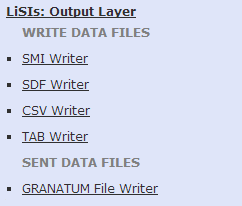 LiSIs: Output Layer
WRITE DATA FILES
SMI Writer
SDF Writer
CSV Writer
TAB Writer
SENT DATA FILES
GRANATUM File Writer